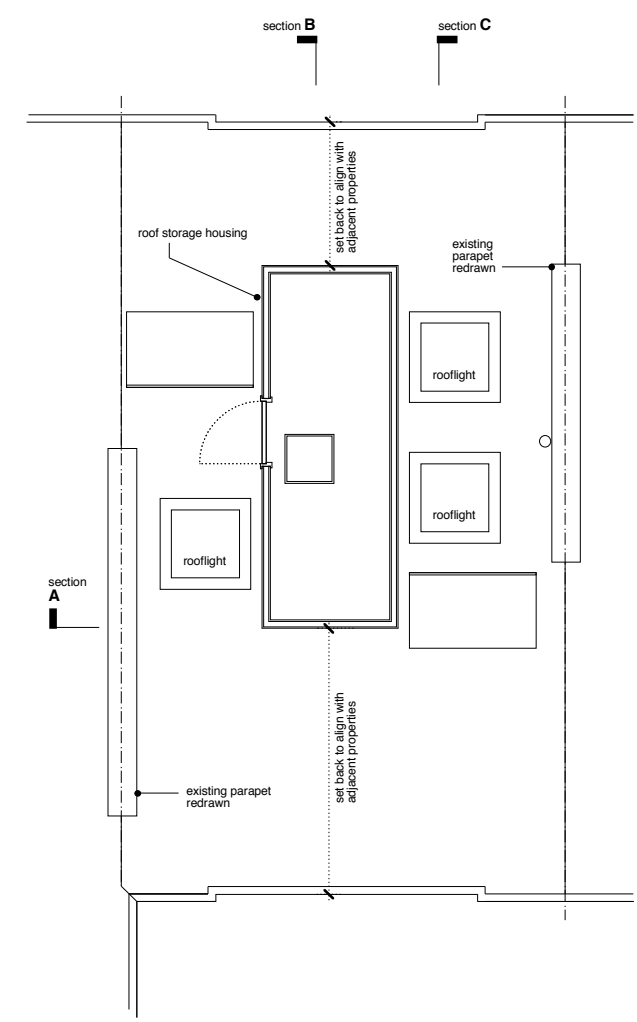 section B
section C
set back to align with
adjacent properties
roof storage housing
existing
parapet
redrawn
rooflight
rooflight
rooflight
section
A
set back to align with
adjacent properties
existing parapet
redrawn